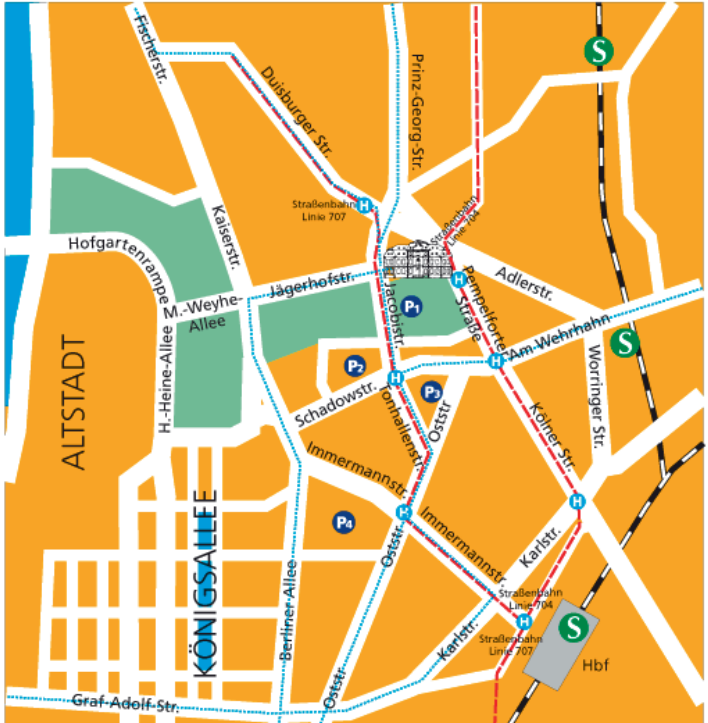 Fischerstr.
S
Duisburger Str.
Prinz-Georg-Str.
Straßenbahn
Linie 707
H
Straßenbahn
Linie 704
Kaiserstr.
Hofgartenrampe
Jägerhofstr.
H
Adlerstr.
M.-Weyhe-
Allee
P1
Pempelforter
Straße
Jacobistr.
Am Wehrhahn
S
H.-Heine-Allee
ALTSTADT
P2
H
H
P3
Worringer Str.
Schadowstr.
Tonhallenstr.
Oststr
Kölner Str.
Immermannstr.
KÖNIGSALLEE
P4
H
Immermannstr.
H
Karlstr.
Oststr.
Berliner Allee
Straßenbahn
Linie 704
H
S
Karlstr.
Straßenbahn
Linie 707
Hbf
Graf-Adolf-Str.
Oststr.